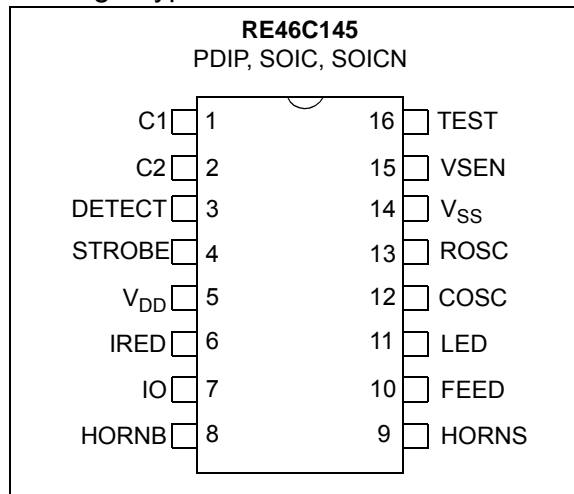 RE46C145
PDIP, SOIC, SOICN
C1 1 16 TEST
C2 2 15 VSEN
DETECT 3 14 VSS
STROBE 4 13 ROSC
VDD 5 12 COSC
IRED 6 11 LED
IO 7 10 FEED
HORNB 8 9 HORNS